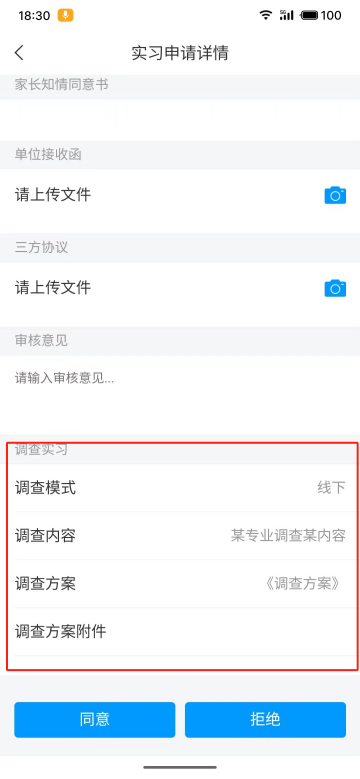 18:30
5G
100
实习申请详情
家长知情同意书
单位接收函
请上传文件
三方协议
请上传文件
审核意见
请输入审核意见...
调查实习
调查模式 线下
调查内容 某专业调查某内容
调查方案 《调查方案》
调查方案附件
同意 拒绝